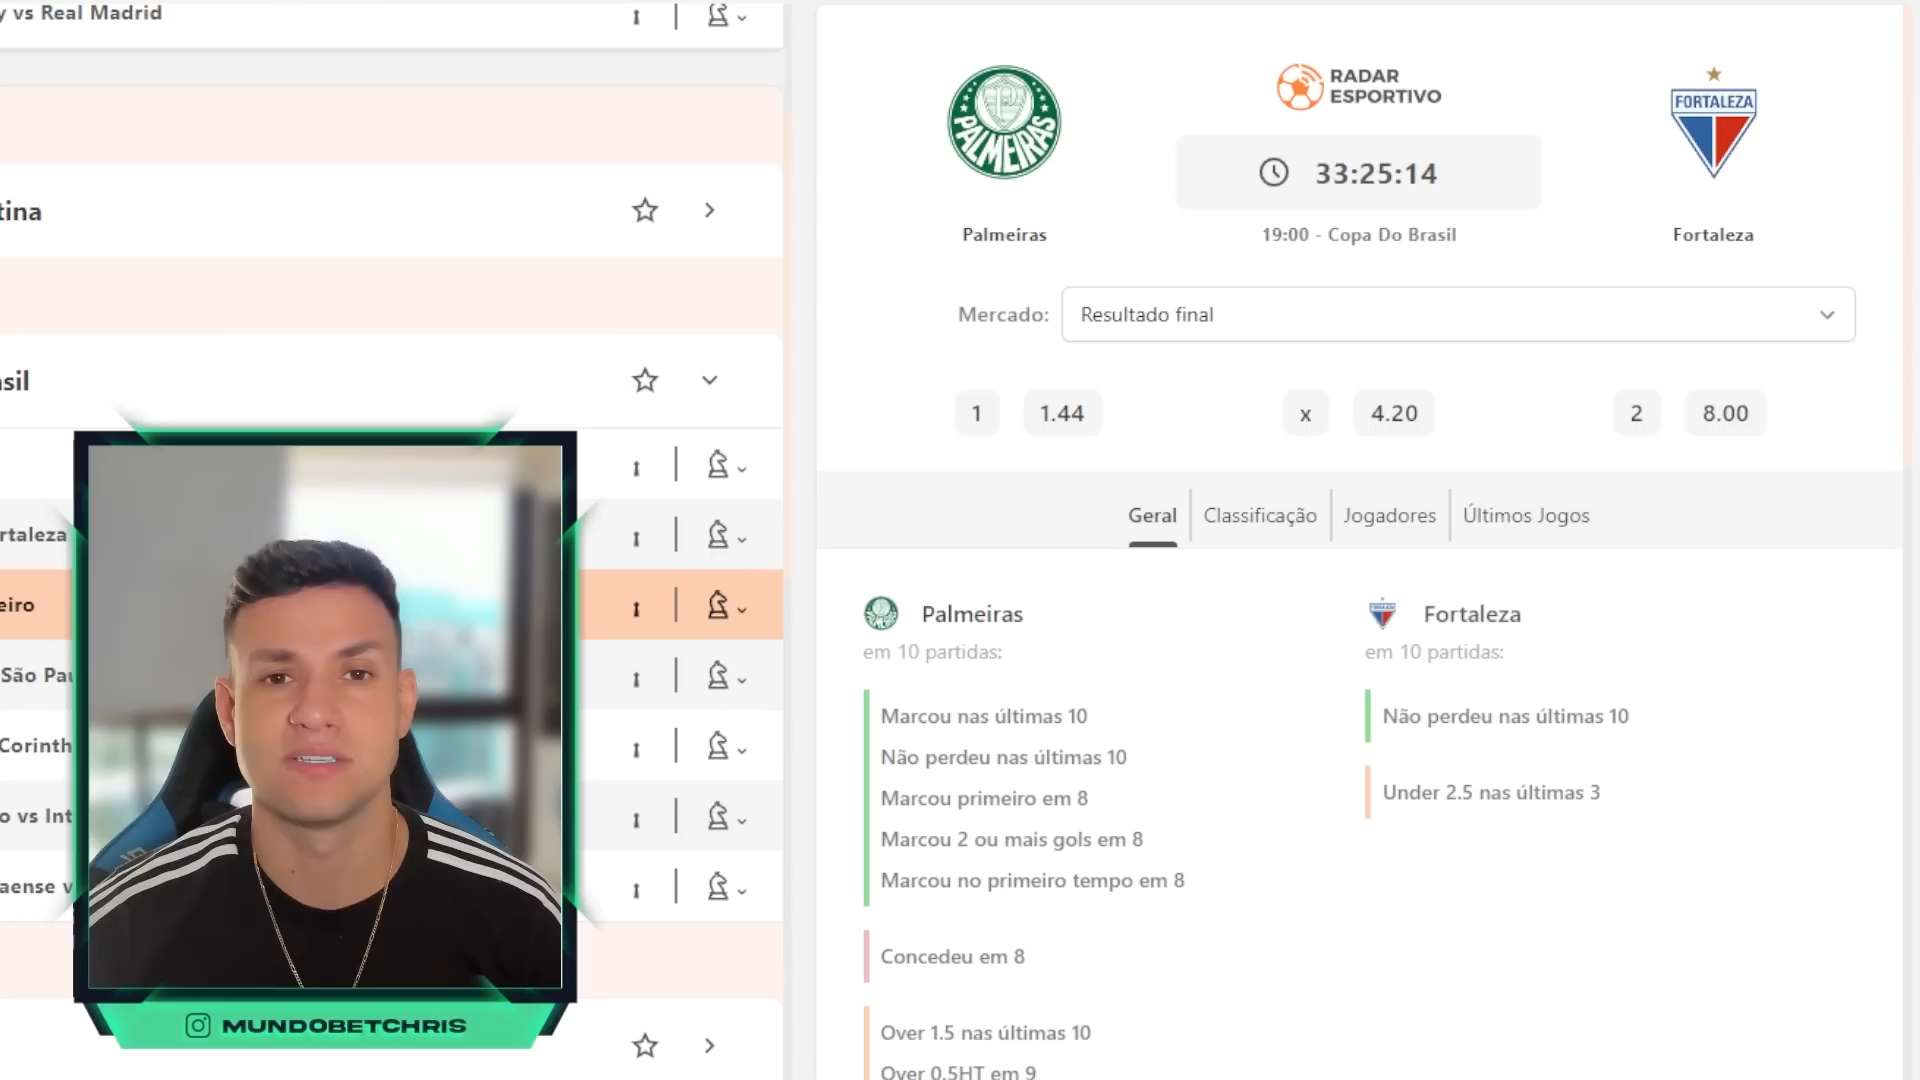 y vs Real Madrid
tina
sil
rtaleza
eiro
São Pau
Corinth
o vs Int
aense v
MUNDOBETCHRIS
PALMEIRAS
RADAR
ESPORTIVO
FORTALEZA
33:25:14
Palmeiras
19:00 - Copa Do Brasil
Fortaleza
Mercado:
Resultado final
1
1.44
x
4.20
2
8.00
Geral
Classificação
Jogadores
Últimos Jogos
Palmeiras
em 10 partidas:
Marcou nas últimas 10
Não perdeu nas últimas 10
Marcou primeiro em 8
Marcou 2 ou mais gols em 8
Marcou no primeiro tempo em 8
Concedeu em 8
Over 1.5 nas últimas 10
Over 0.5HT em 9
Fortaleza
em 10 partidas:
Não perdeu nas últimas 10
Under 2.5 nas últimas 3